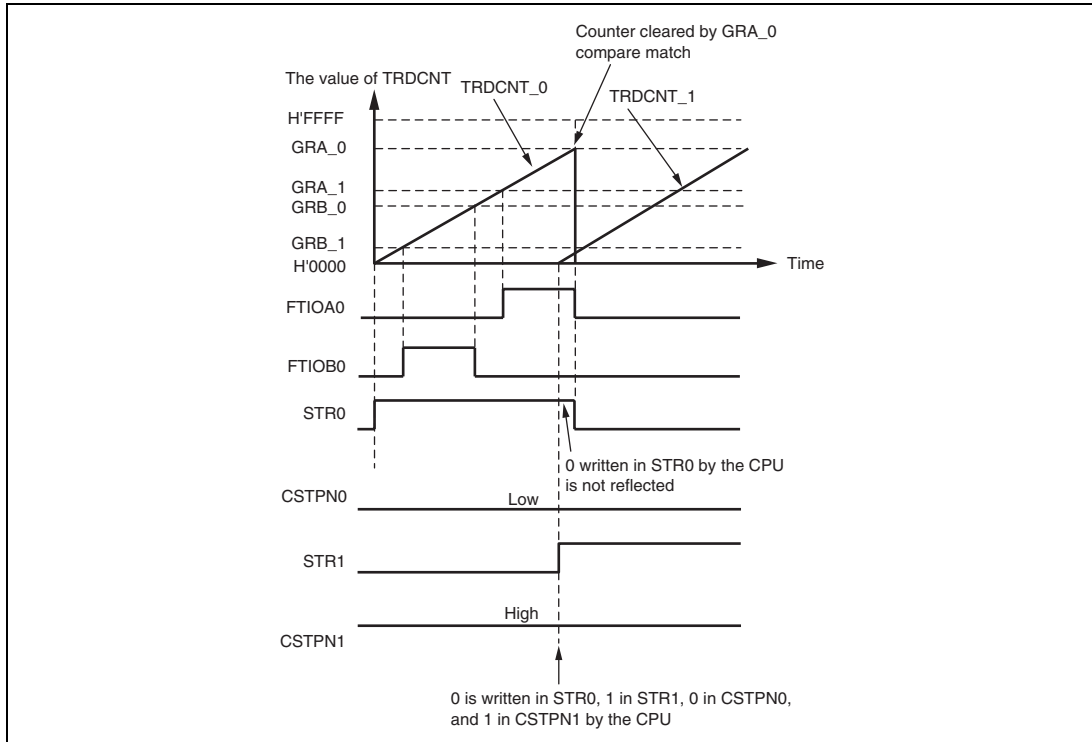 Counter cleared by GRA_0
compare match
The value of TRDCNT
TRDCNT_0
TRDCNT_1
H'FFFF
GRA_0
GRA_1
GRB_0
GRB_1
H'0000
Time
FTIOA0
FTIOB0
STR0
0 written in STR0 by the CPU
is not reflected
CSTPN0
Low
STR1
High
CSTPN1
0 is written in STR0, 1 in STR1, 0 in CSTPN0,
and 1 in CSTPN1 by the CPU